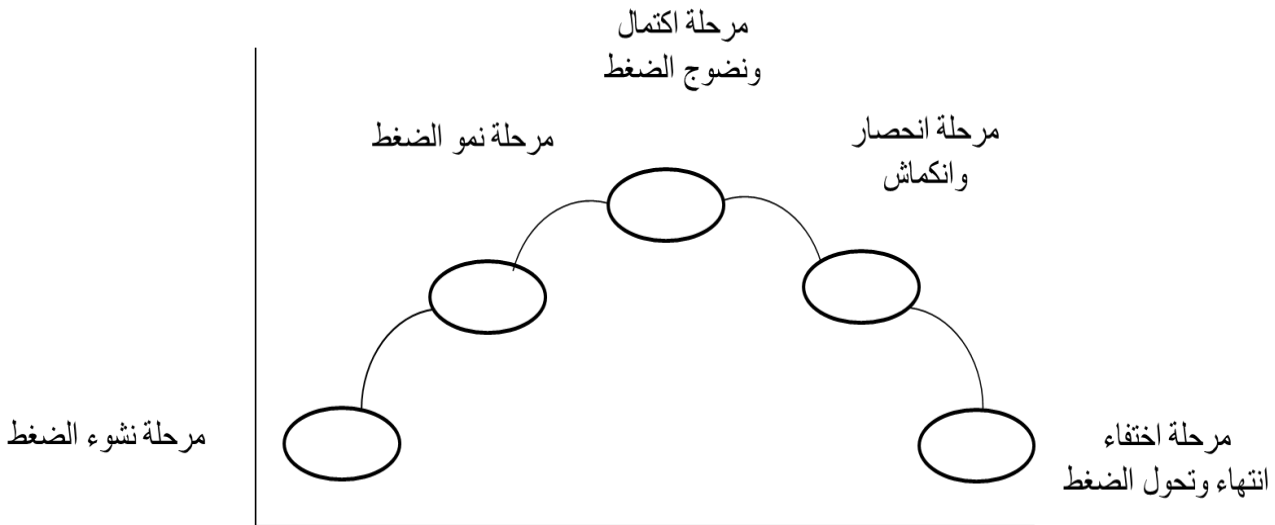 مرحلة اكتمال
ونضوج الضغط
مرحلة نمو الضغط
مرحلة انحصار
وانكماش
مرحلة نشوء الضغط
مرحلة اختفاء
انتهاء وتحول الضغط